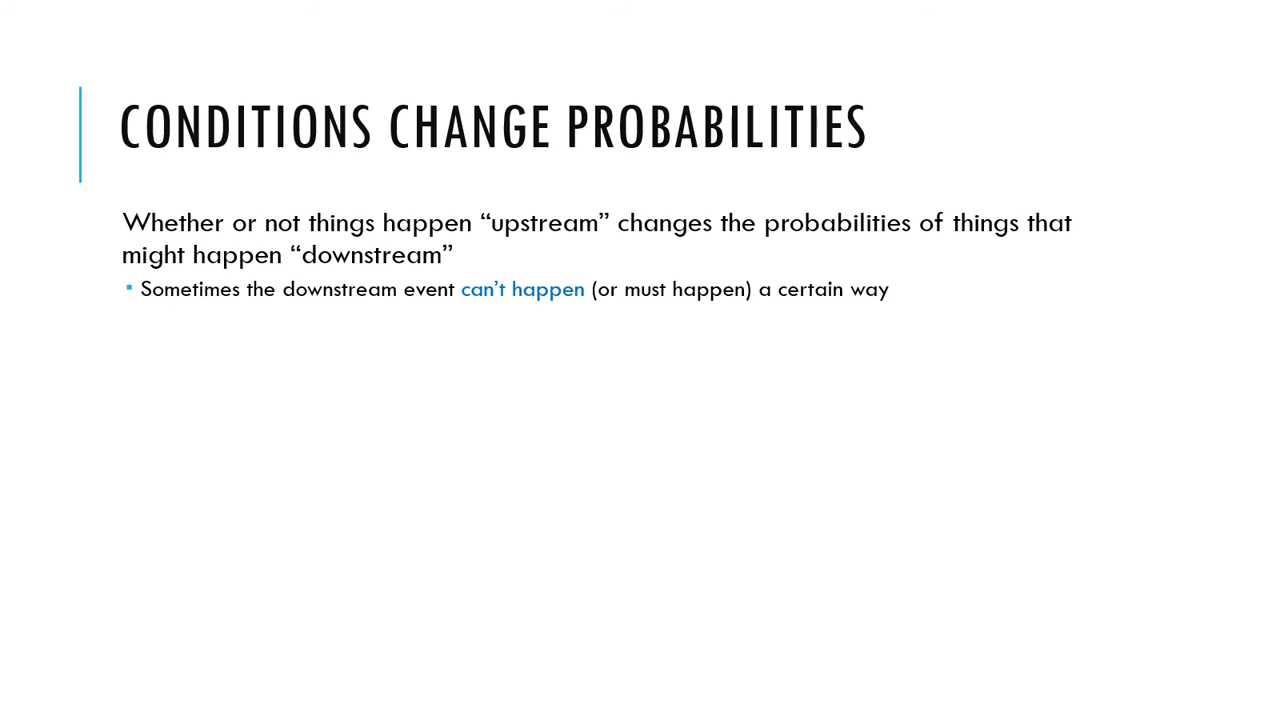 CONDITIONS CHANGE PROBABILITIES
Whether or not things happen “upstream” changes the probabilities of things that
might happen “downstream”
▪ Sometimes the downstream event can’t happen (or must happen) a certain way